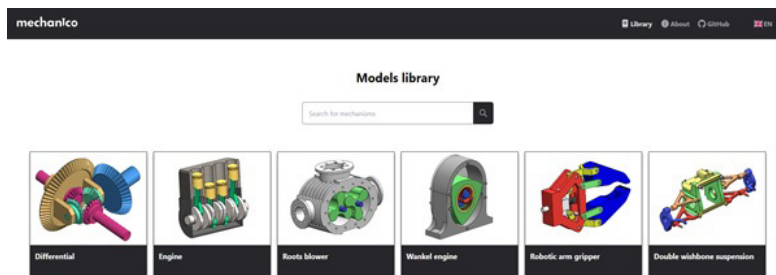 mechanico
Library About GitHub EN
Models library
Search for mechanisms
Differential
Engine
Roots blower
Wankel engine
Robotic arm gripper
Double wishbone suspension